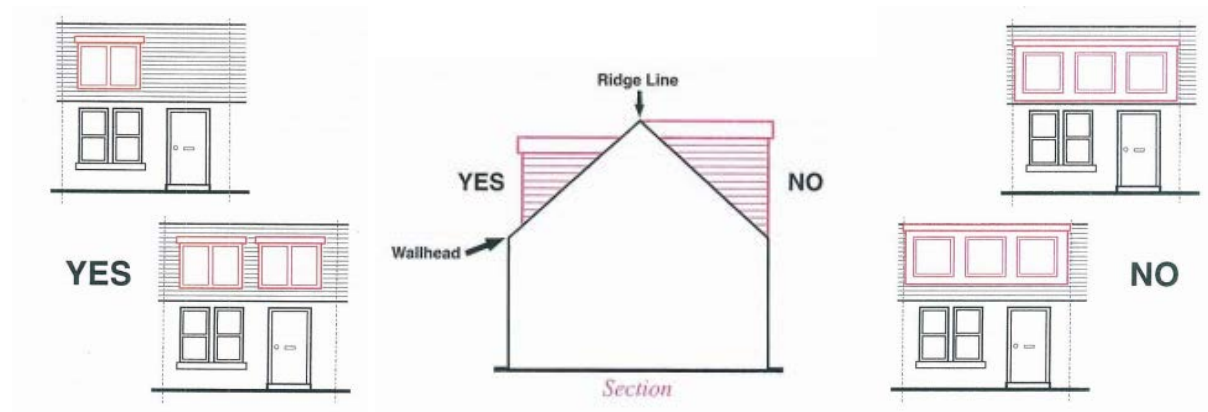 Ridge Line
YES
NO
Wallhead
YES
NO
Section